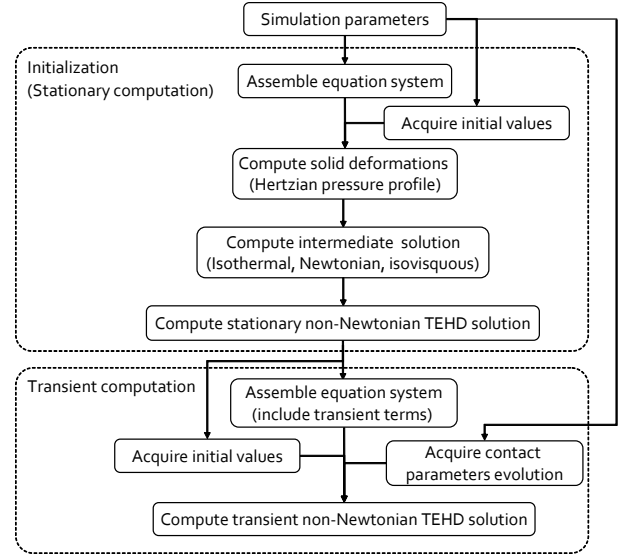 Simulation parameters
Initialization
(Stationary computation)
Assemble equation system
Acquire initial values
Compute solid deformations
(Hertzian pressure profile)
Compute intermediate solution
(Isothermal, Newtonian, isovisquous)
Compute stationary non-Newtonian TEHD solution
Transient computation
Assemble equation system
(include transient terms)
Acquire initial values
Acquire contact
parameters evolution
Compute transient non-Newtonian TEHD solution